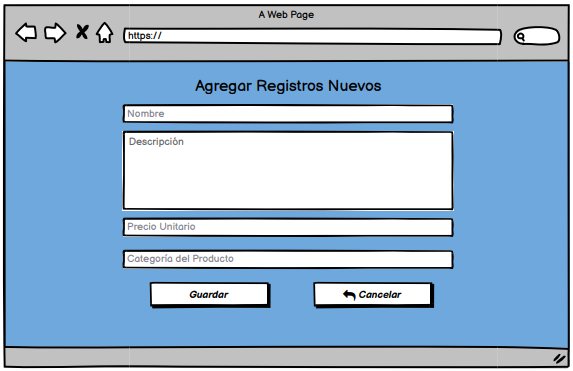 A Web Page
https://
Agregar Registros Nuevos
Nombre
Descripción
Precio Unitario
Categoría del Producto
Guardar
Cancelar